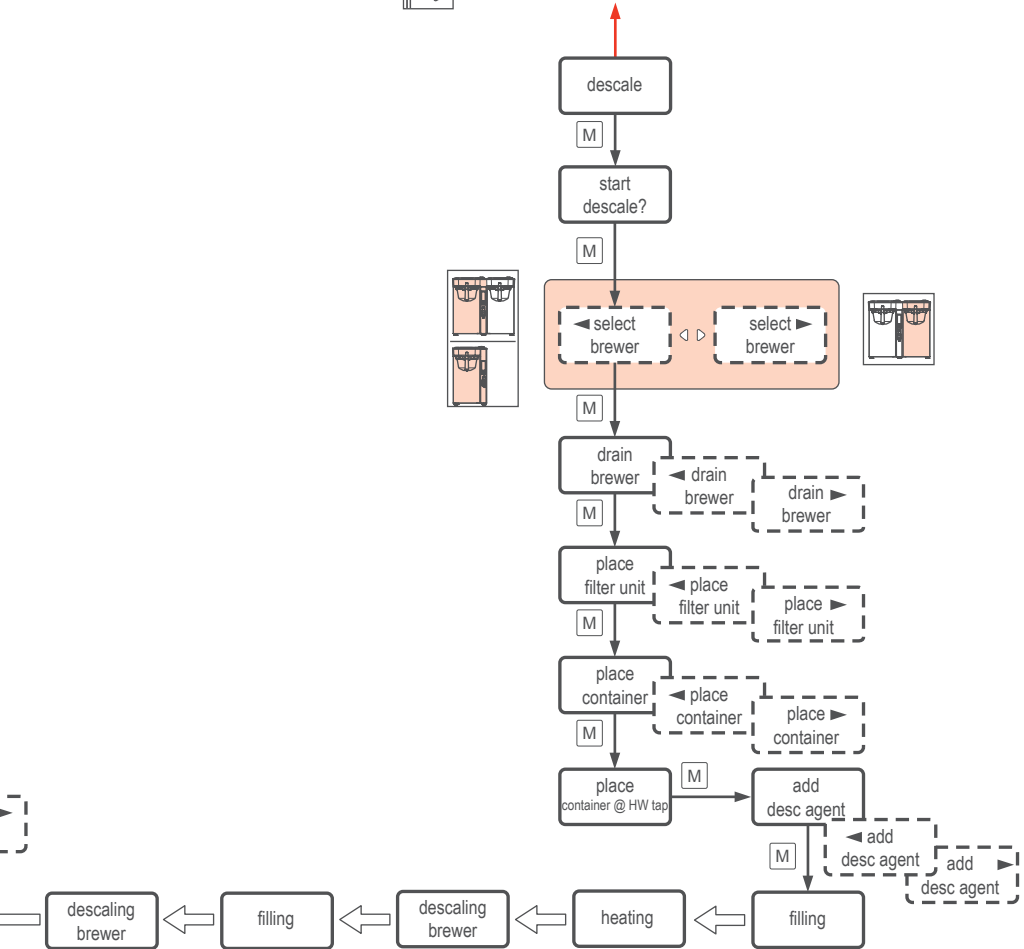 descale
M
start
descale?
M
◄ select
brewer
select ►
brewer
M
drain
brewer
◄ drain
brewer
drain ►
brewer
M
place
filter unit
◄ place
filter unit
place ►
filter unit
M
place
container
◄ place
container
place ►
container
M
place
container @ HW tap
M
add
desc agent
◄ add
desc agent
add ►
desc agent
M
descaling
brewer
filling
descaling
brewer
heating
filling